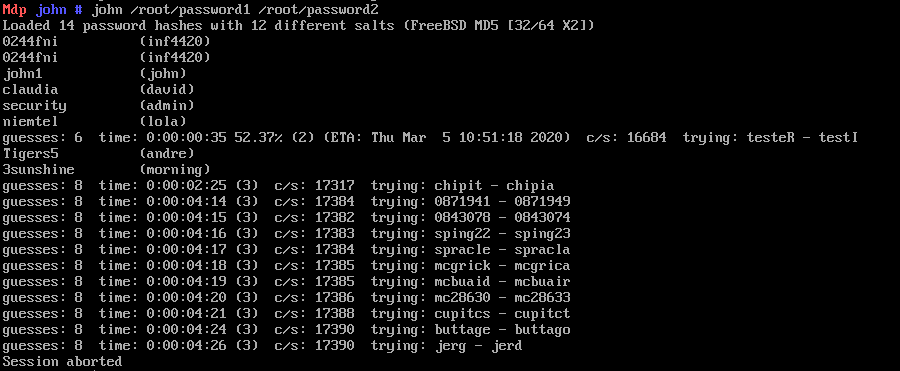 Mdp john # john /root/password1 /root/password2
Loaded 14 password hashes with 12 different salts (FreeBSD MD5 [32/64 X2])
0244fni          (inf4420)
0244fni          (inf4420)
john1            (john)
claudia          (david)
security         (admin)
niemtel          (lola)
guesses: 6  time: 0:00:00:35 52.37% (2) (ETA: Thu Mar  5 10:51:18 2020)  c/s: 16684  trying: testeR - testI
Tigers5          (andre)
3sunshine        (morning)
guesses: 8  time: 0:00:02:25 (3)  c/s: 17317  trying: chipit - chipia
guesses: 8  time: 0:00:04:14 (3)  c/s: 17384  trying: 0871941 - 0871949
guesses: 8  time: 0:00:04:15 (3)  c/s: 17382  trying: 0843078 - 0843074
guesses: 8  time: 0:00:04:16 (3)  c/s: 17383  trying: sping22 - sping23
guesses: 8  time: 0:00:04:17 (3)  c/s: 17384  trying: spracle - spracla
guesses: 8  time: 0:00:04:18 (3)  c/s: 17385  trying: mcgrick - mcgrica
guesses: 8  time: 0:00:04:19 (3)  c/s: 17385  trying: mcbuaid - mcbuair
guesses: 8  time: 0:00:04:20 (3)  c/s: 17386  trying: mc28630 - mc28633
guesses: 8  time: 0:00:04:21 (3)  c/s: 17388  trying: cupitcs - cupitct
guesses: 8  time: 0:00:04:24 (3)  c/s: 17390  trying: buttage - buttago
guesses: 8  time: 0:00:04:26 (3)  c/s: 17390  trying: jerg - jerd
Session aborted